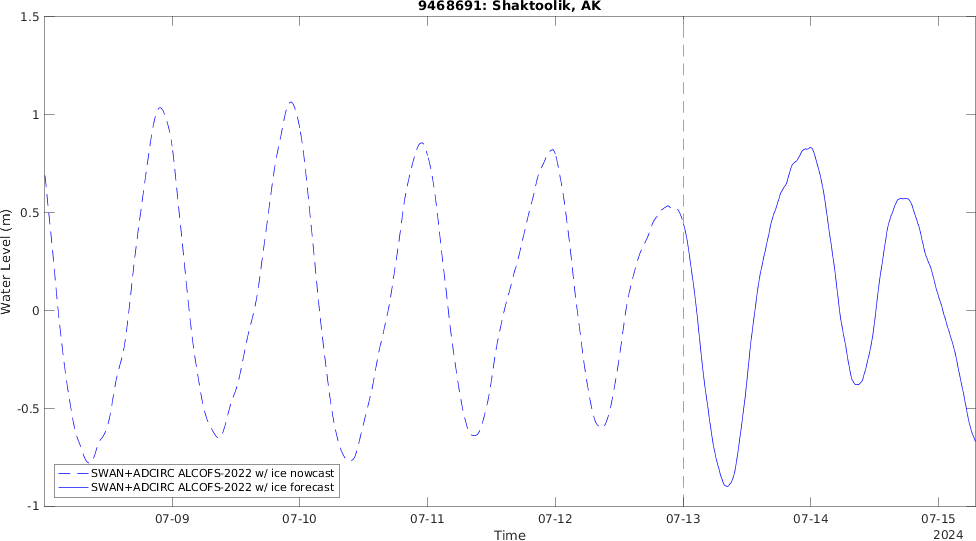 9468691: Shaktoolik, AK
1.5
1
0.5
0
-0.5
-1
Water Level (m)
SWAN+ADCIRC ALCOFS-2022 w/ ice nowcast
SWAN+ADCIRC ALCOFS-2022 w/ ice forecast
07-09 07-10 07-11 07-12 07-13 07-14 07-15
Time
2024